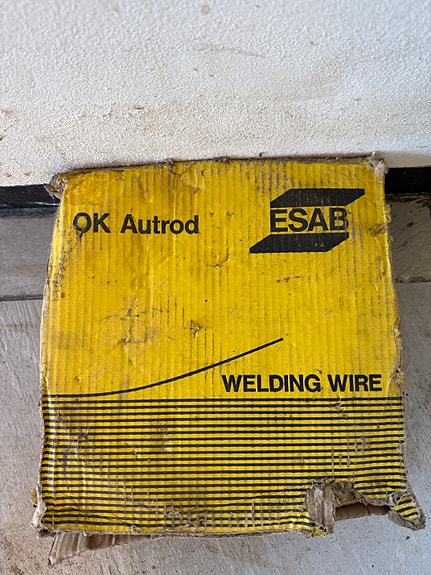 OK Autrod
ESAB
WELDING WIRE